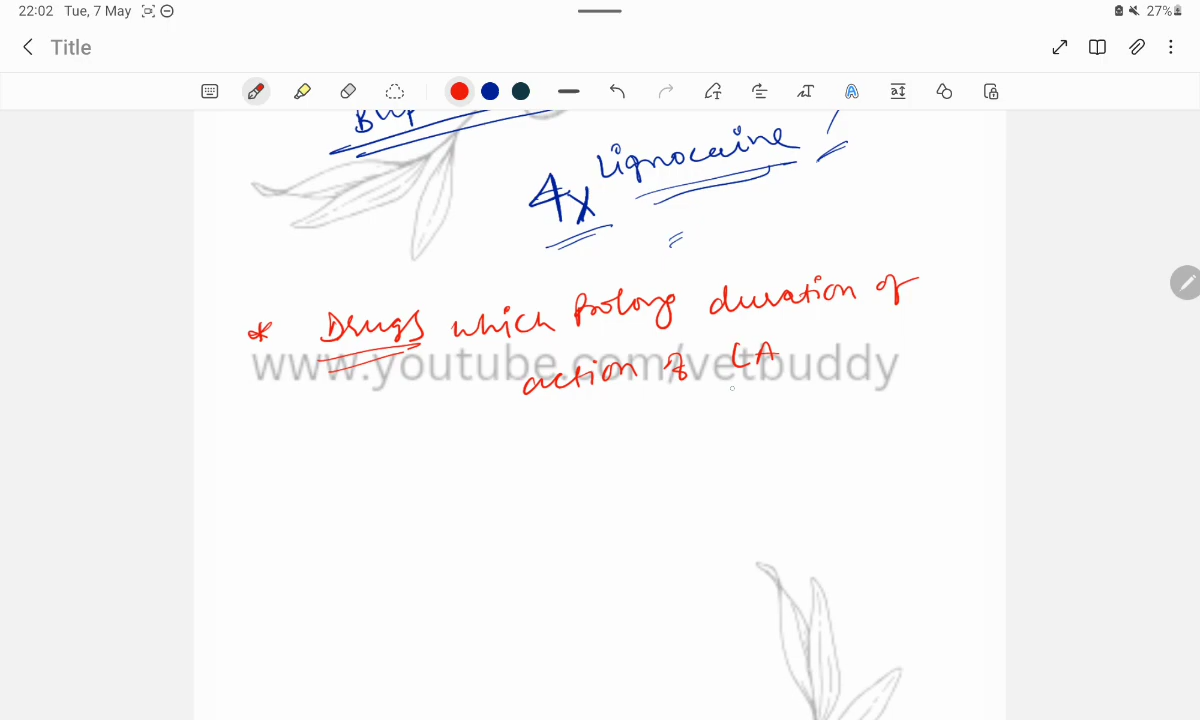 22:02 Tue, 7 May 27%
Title
Bup
4x Lignocaine
* Drugs which Prolong duration of
action of LA
www.youtube.com/vetbuddy